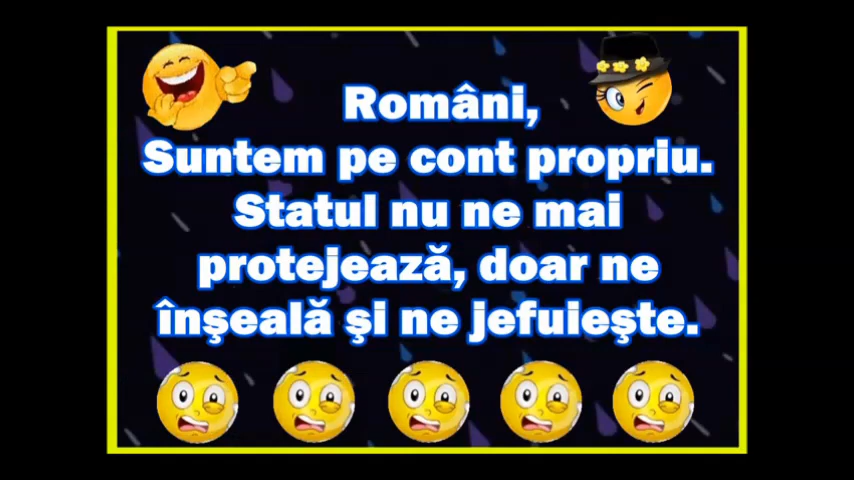 Români,
Suntem pe cont propriu.
Statul nu ne mai
protejează, doar ne
înşeală şi ne jefuieşte.